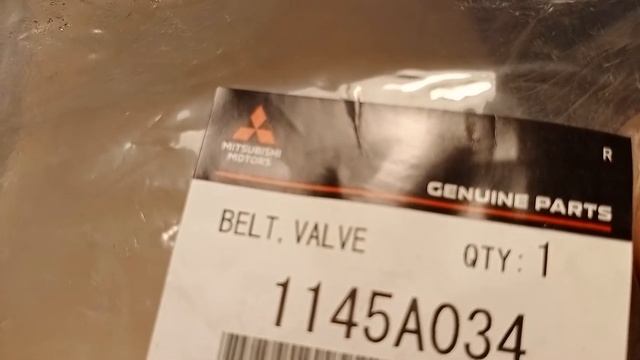 MITSUBISHI
MOTORS
R
GENUINE PARTS
BELT, VALVE
QTY: 1
1145A034